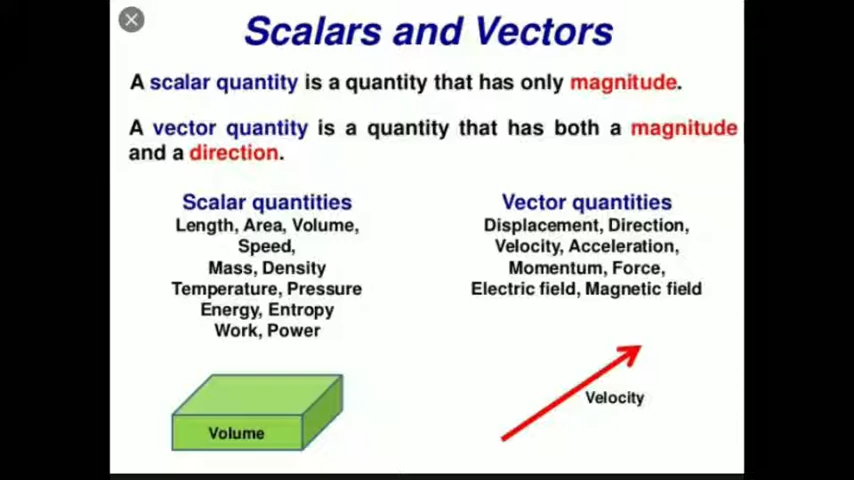 Scalars and Vectors
A scalar quantity is a quantity that has only magnitude.
A vector quantity is a quantity that has both a magnitude
and a direction.
Scalar quantities
Length, Area, Volume,
Speed,
Mass, Density
Temperature, Pressure
Energy, Entropy
Work, Power
Volume
Vector quantities
Displacement, Direction,
Velocity, Acceleration,
Momentum, Force,
Electric field, Magnetic field
Velocity